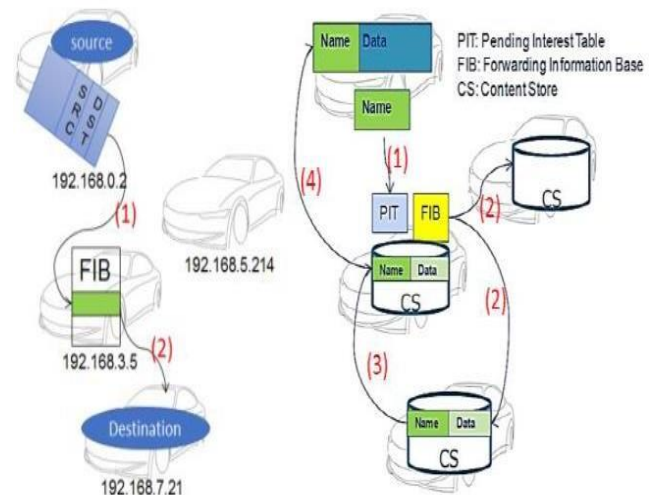 source
DST
SRC
192.168.0.2
(1)
192.168.5.214
FIB
192.168.3.5
(2)
Destination
192.168.7.21
Name Data
PIT: Pending Interest Table
FIB: Forwarding Information Base
CS: Content Store
Name
(1)
(4)
PIT FIB
(2)
CS
Name Data
CS
(2)
(3)
Name Data
CS